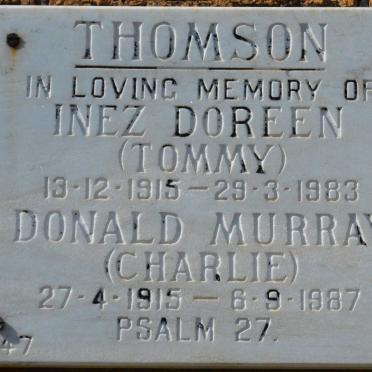 THOMSON
IN LOVING MEMORY OF
INEZ DOREEN
(TOMMY)
13-12-1915 — 29-3-1983
DONALD MURRAY
(CHARLIE)
27-4-1915 — 6-9-1987
PSALM 27.
47